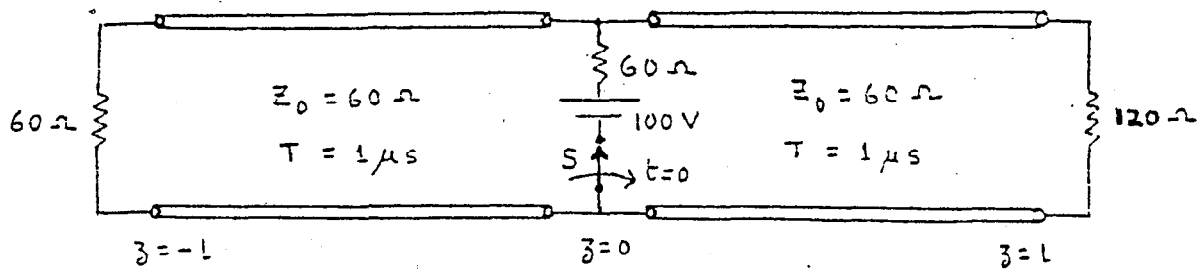 60 Ω
Z₀ = 60 Ω
Z₀ = 60 Ω
60 Ω
100 V
120 Ω
T = 1 μs
S
t=0
T = 1 μs
z=-l
z=0
z=l